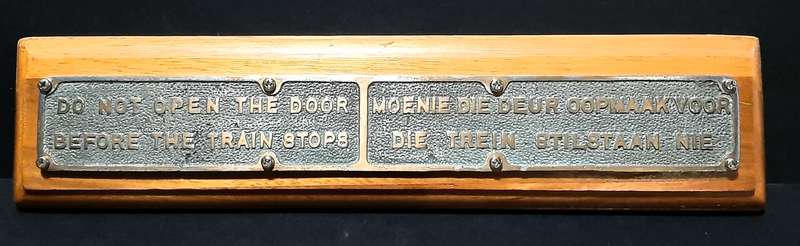 DO NOT OPEN THE DOOR
BEFORE THE TRAIN STOPS
MOENIE DIE DEUR OOPMAAK VOOR
DIE TREIN STILSTAAN NIE